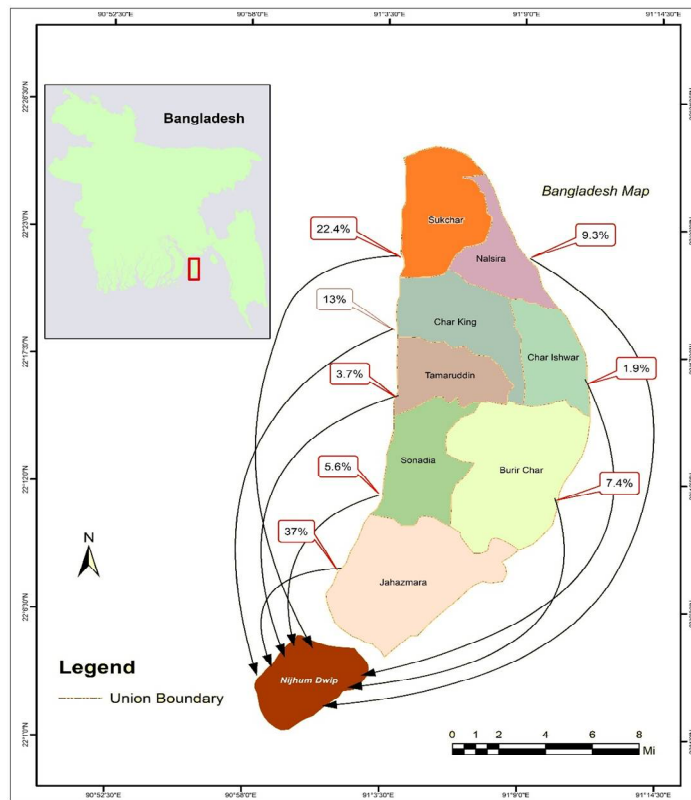 90°52'30"E 90°58'0"E 91°3'30"E 91°9'0"E 91°14'30"E
Bangladesh
Bangladesh Map
22°28'30"N
22°23'0"N
22°17'30"N
22°12'0"N
22°1'0"N
Sukchar
22.4%
Nalsira
9.3%
13%
Char King
Char Ishwar
3.7%
Tamaruddin
1.9%
5.6%
Sonadia
Burir Char
7.4%
37%
N
Jahazmara
Legend
Union Boundary
Nijhum Dwip
0 1 2 4 6 8
Mi
90°52'30"E 90°58'0"E 91°3'30"E 91°9'0"E 91°14'30"E